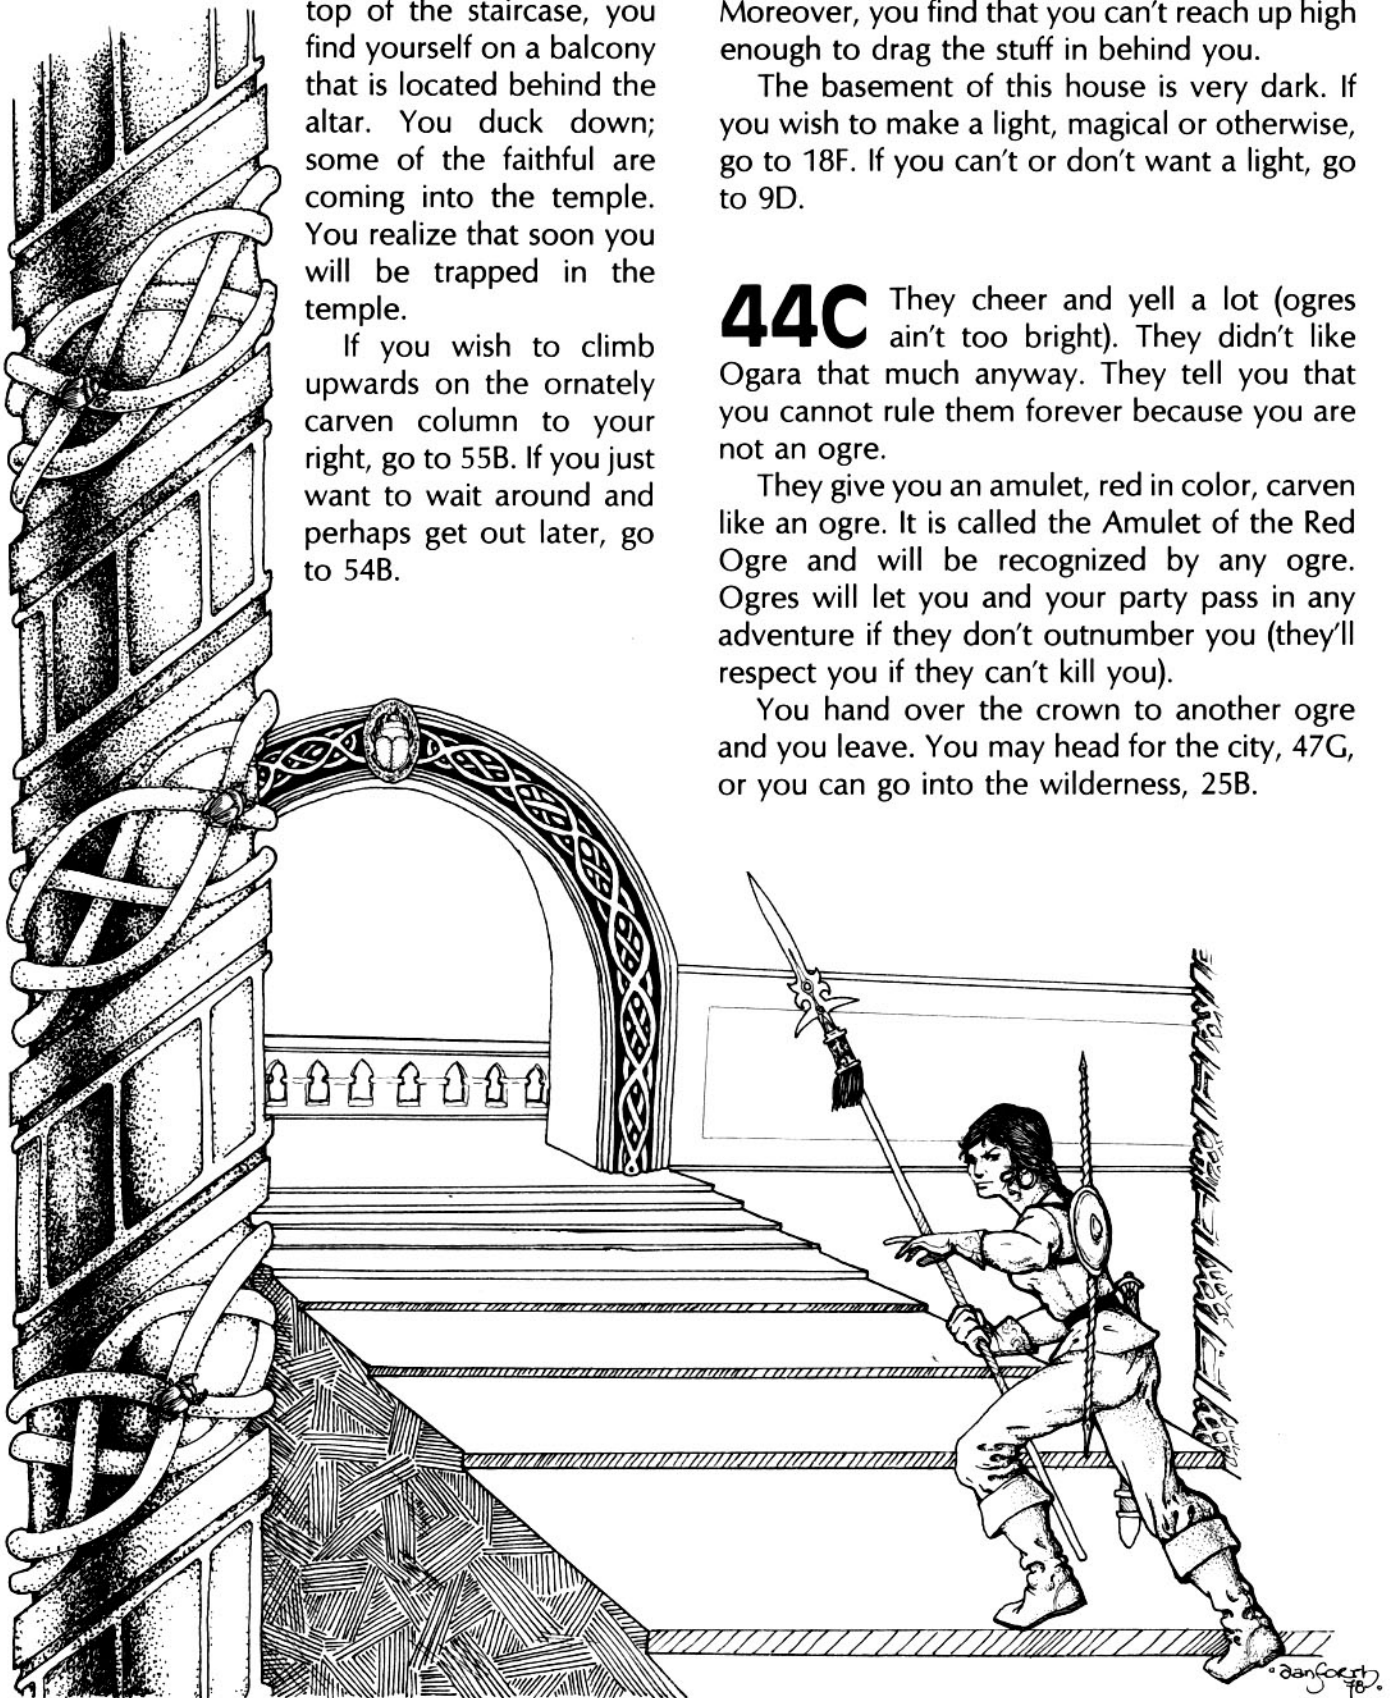 top of the staircase, you
find yourself on a balcony
that is located behind the
altar. You duck down;
some of the faithful are
coming into the temple.
You realize that soon you
will be trapped in the
temple.
If you wish to climb
upwards on the ornately
carven column to your
right, go to 55B. If you just
want to wait around and
perhaps get out later, go
to 54B.
Moreover, you find that you can't reach up high
enough to drag the stuff in behind you.
The basement of this house is very dark. If
you wish to make a light, magical or otherwise,
go to 18F. If you can't or don't want a light, go
to 9D.
44C They cheer and yell a lot (ogres
ain't too bright). They didn't like
Ogara that much anyway. They tell you that
you cannot rule them forever because you are
not an ogre.
They give you an amulet, red in color, carven
like an ogre. It is called the Amulet of the Red
Ogre and will be recognized by any ogre.
Ogres will let you and your party pass in any
adventure if they don't outnumber you (they'll
respect you if they can't kill you).
You hand over the crown to another ogre
and you leave. You may head for the city, 47G,
or you can go into the wilderness, 25B.
danforth
78